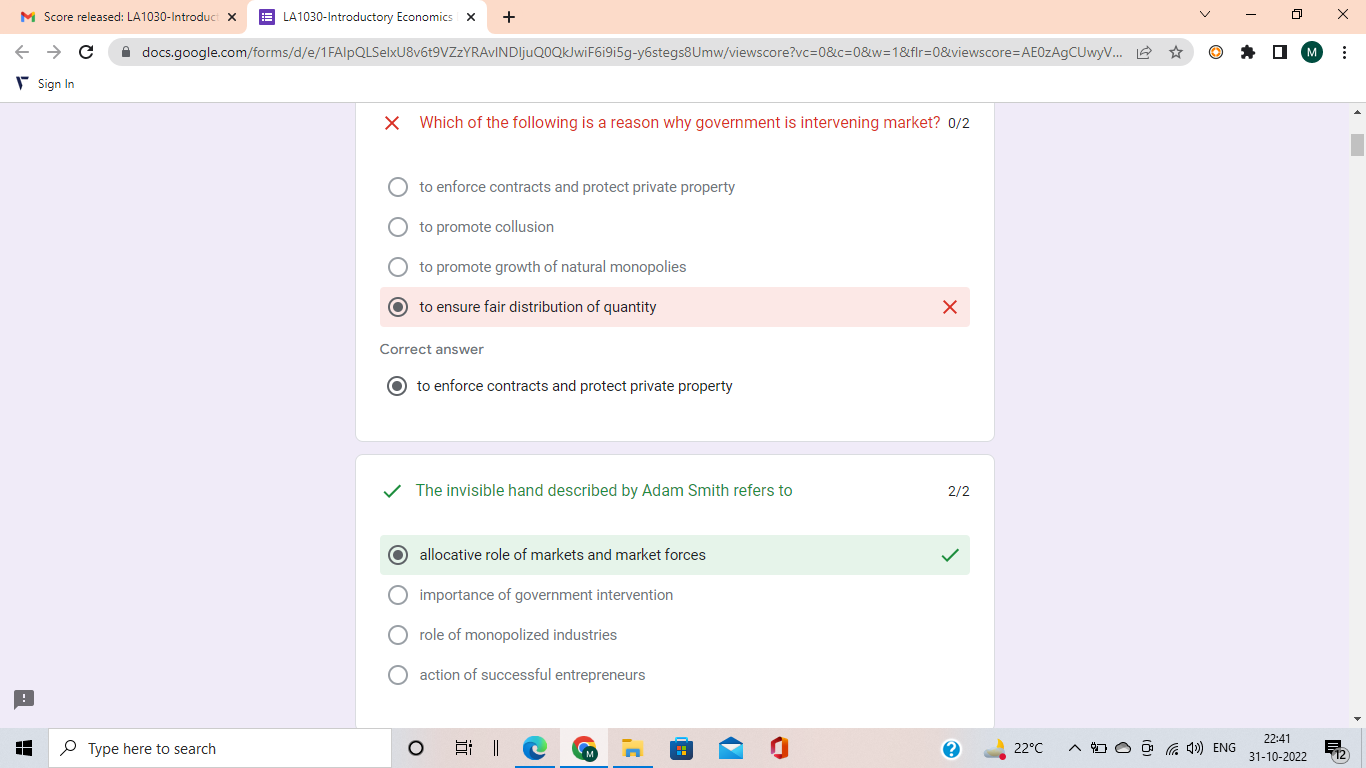 Score released: LA1030-Introduct
LA1030-Introductory Economics
docs.google.com/forms/d/e/1FAIpQLSelxU8v6t9VZzYRAvINDIjuQ0QkJwiF6i9i5g-y6stegs8Umw/viewscore?vc=0&c=0&w=1&flr=0&viewscore=AE0zAgCUwyV...
M
Sign In
Which of the following is a reason why government is intervening market? 0/2
to enforce contracts and protect private property
to promote collusion
to promote growth of natural monopolies
to ensure fair distribution of quantity
Correct answer
to enforce contracts and protect private property
The invisible hand described by Adam Smith refers to 2/2
allocative role of markets and market forces
importance of government intervention
role of monopolized industries
action of successful entrepreneurs
Type here to search
M
22°C
ENG
22:41
31-10-2022
12